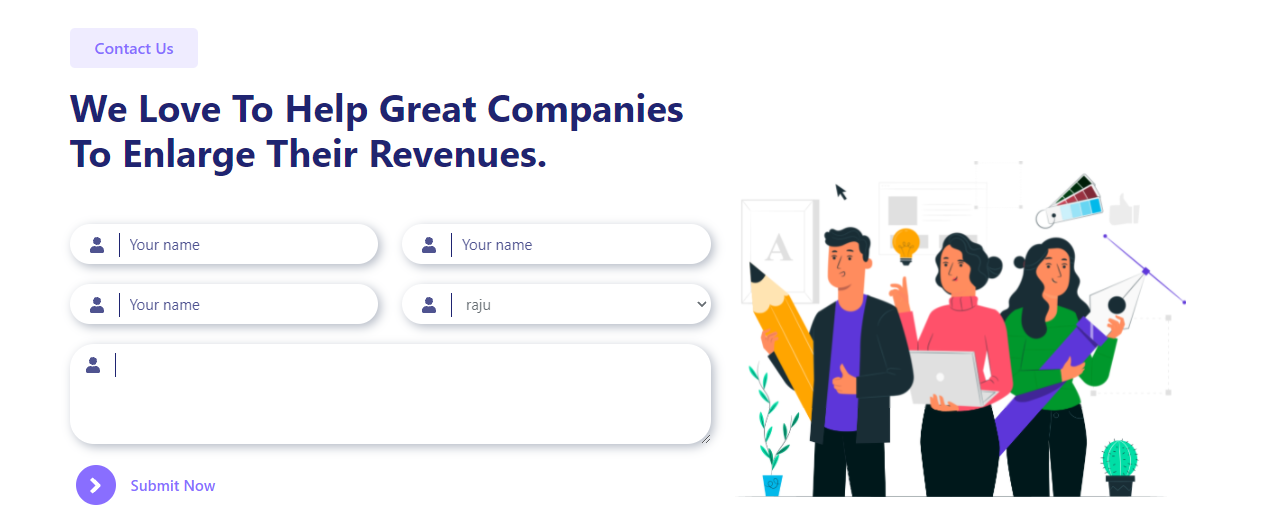 Contact Us
We Love To Help Great Companies
To Enlarge Their Revenues.
Your name
Your name
Your name
raju
Submit Now
A